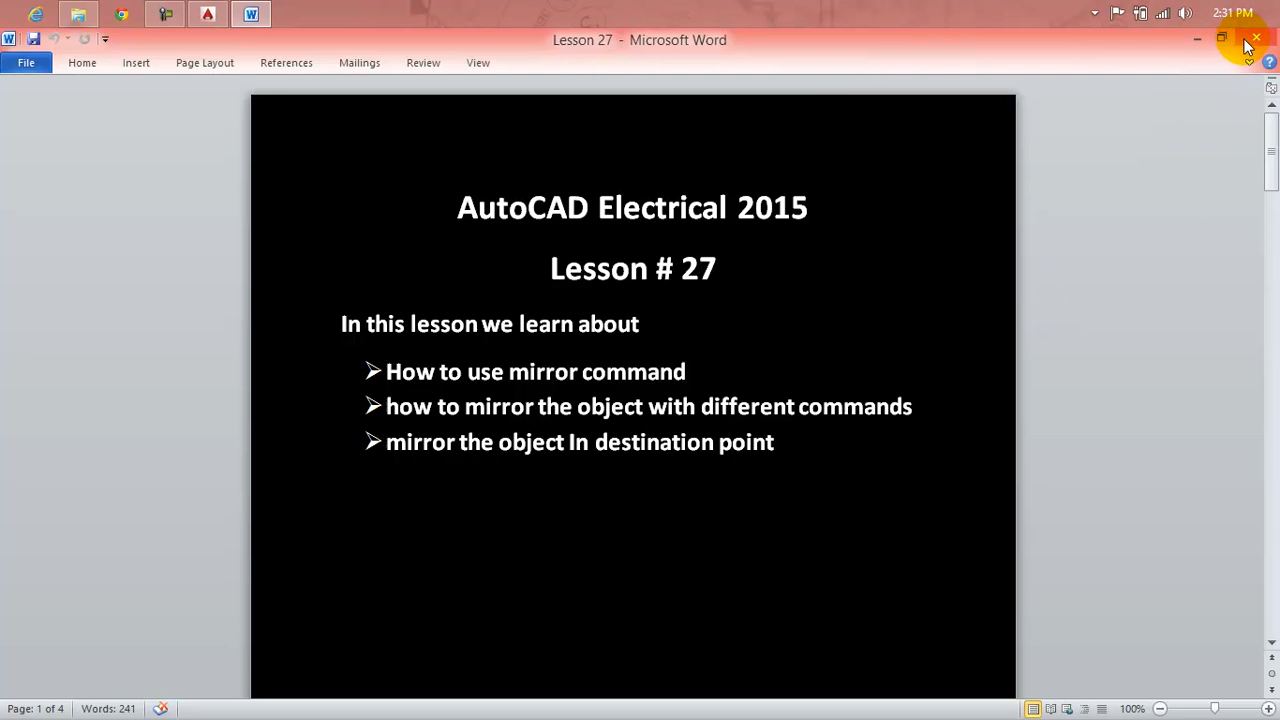 2:31 PM
Lesson 27 - Microsoft Word
File Home Insert Page Layout References Mailings Review View
AutoCAD Electrical 2015
Lesson # 27
In this lesson we learn about
How to use mirror command
how to mirror the object with different commands
mirror the object In destination point
Page: 1 of 4 Words: 241 100%